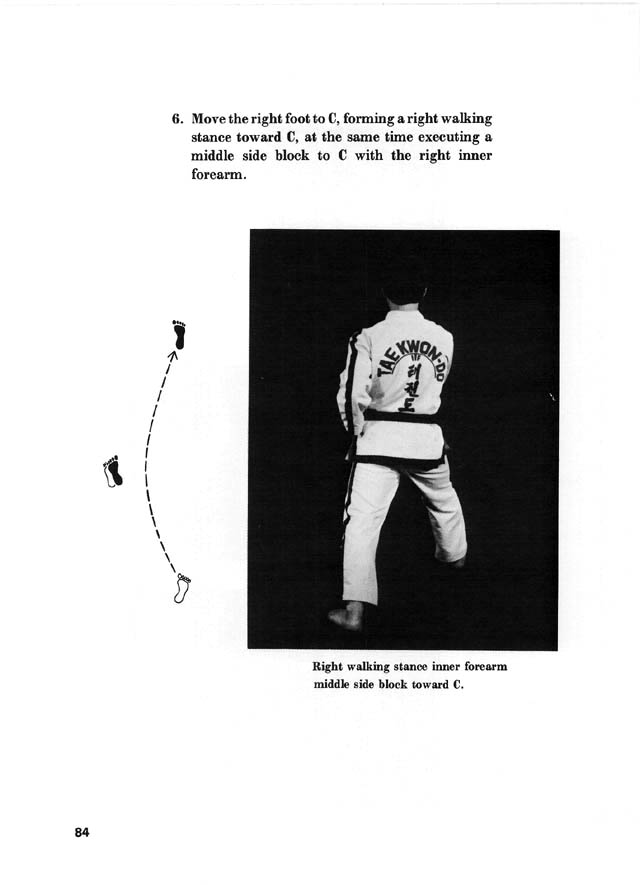 6. Move the right foot to C, forming a right walking
stance toward C, at the same time executing a
middle side block to C with the right inner
forearm.
TAEKWON-DO
태권도
Right walking stance inner forearm
middle side block toward C.
84